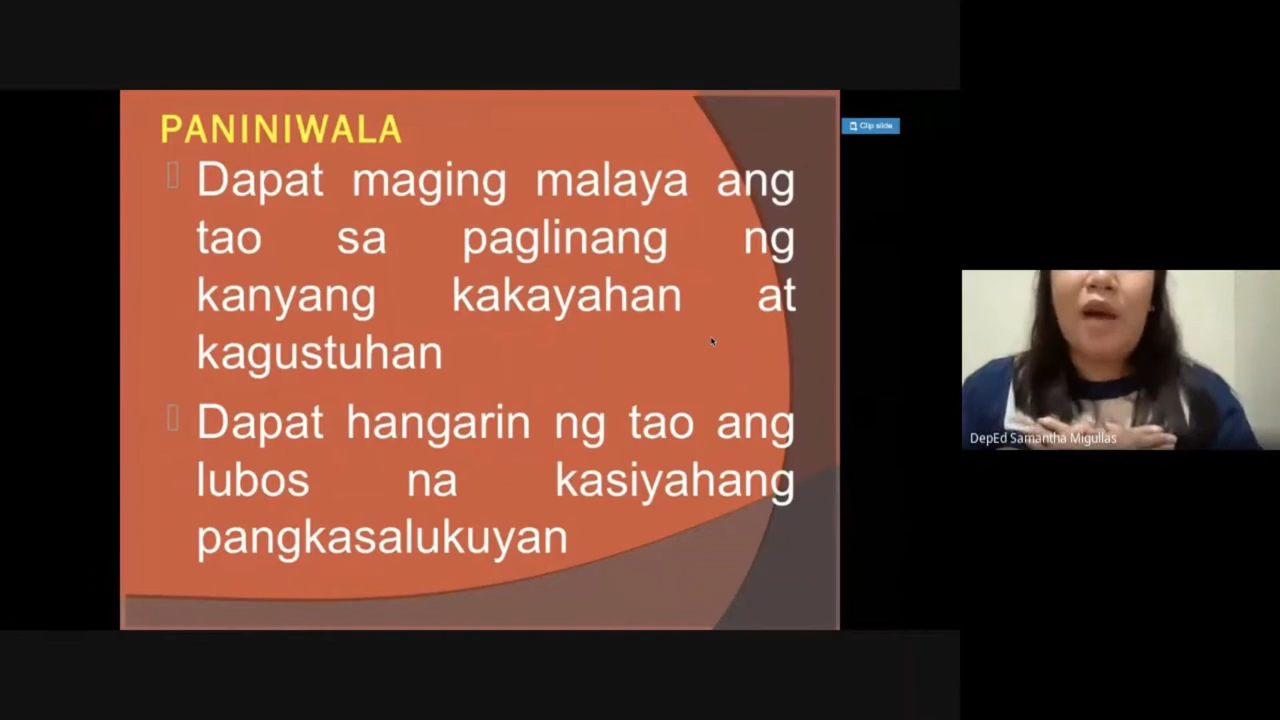 PANINIWALA
Dapat maging malaya ang
tao sa paglinang ng
kanyang kakayahan at
kagustuhan
Dapat hangarin ng tao ang
lubos na kasiyahang
pangkasalukuyan
Clip slide
DepEd Samantha Migullas